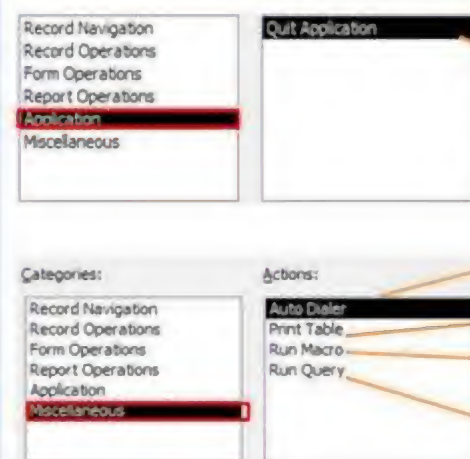 Record Navigation
Record Operations
Form Operations
Report Operations
Application
Miscellaneous
Quit Application
Categories:
Record Navigation
Record Operations
Form Operations
Report Operations
Application
Miscellaneous
Actions:
Auto Dialer
Print Table
Run Macro
Run Query